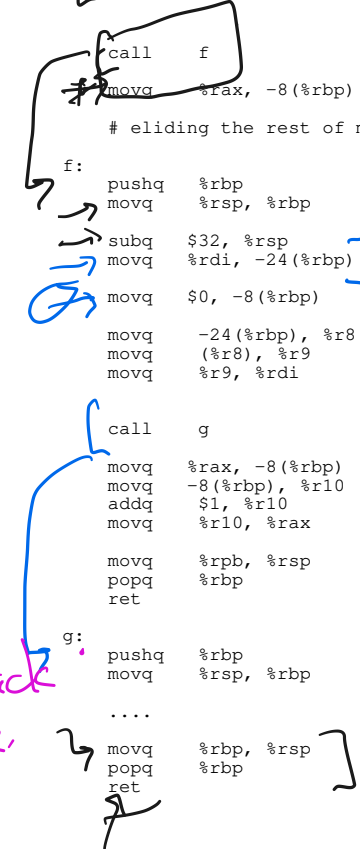 call f
movq %rax, -8(%rbp)
# eliding the rest of
f:
pushq %rbp
movq %rsp, %rbp
subq $32, %rsp
movq %rdi, -24(%rbp)
movq $0, -8(%rbp)
movq -24(%rbp), %r8
movq (%r8), %r9
movq %r9, %rdi
call g
movq %rax, -8(%rbp)
movq -8(%rbp), %r10
addq $1, %r10
movq %r10, %rax
movq %rpb, %rsp
popq %rbp
ret
g:
pushq %rbp
movq %rsp, %rbp
....
movq %rbp, %rsp
popq %rbp
ret